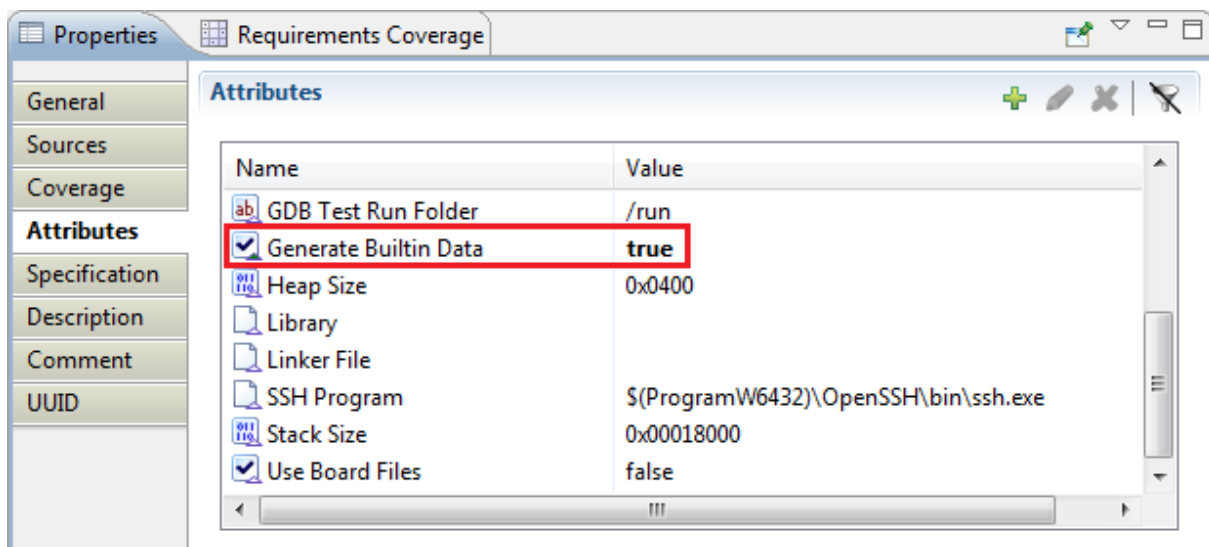 Properties Requirements Coverage
General
Sources
Coverage
Attributes
Specification
Description
Comment
UUID
Attributes
Name Value
GDB Test Run Folder /run
Generate Builtin Data true
Heap Size 0x0400
Library
Linker File
SSH Program $(ProgramW6432)\OpenSSH\bin\ssh.exe
Stack Size 0x00018000
Use Board Files false